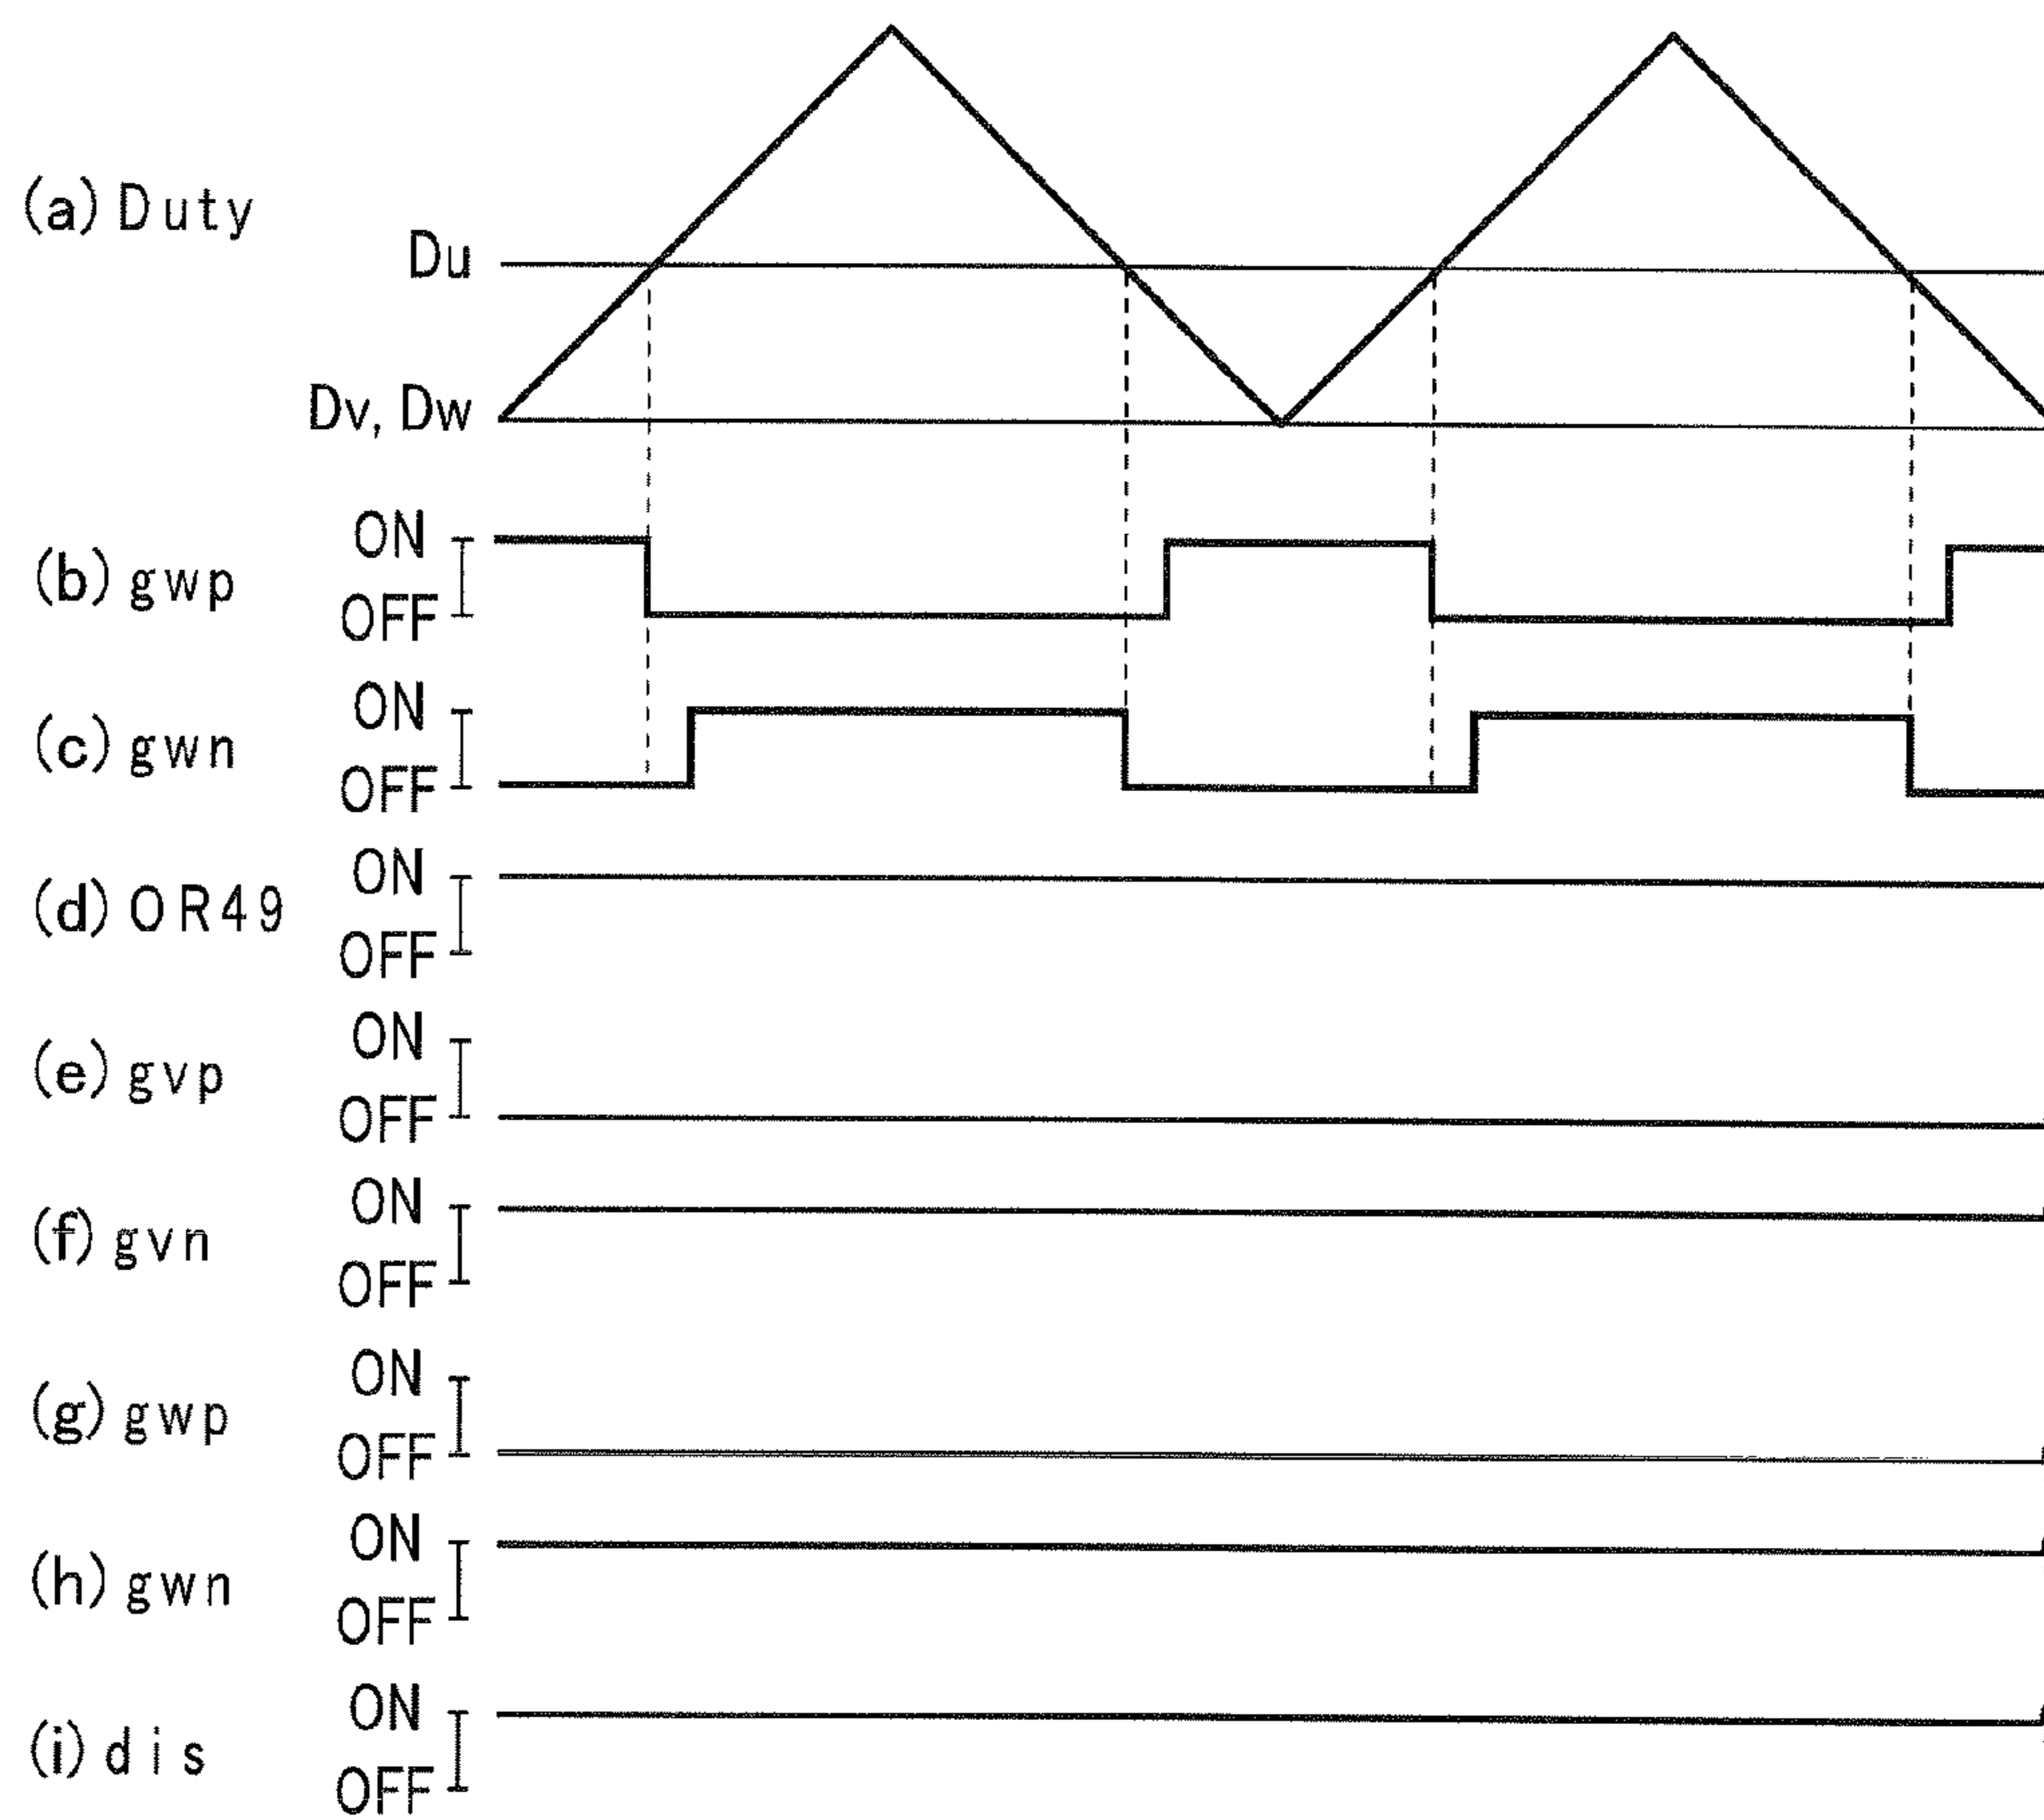 (a) Duty
Du
Dv, Dw
(b) gwp
ON
OFF
(c) gwn
ON
OFF
(d) OR49
ON
OFF
(e) gvp
ON
OFF
(f) gvn
ON
OFF
(g) gwp
ON
OFF
(h) gwn
ON
OFF
(i) dis
ON
OFF